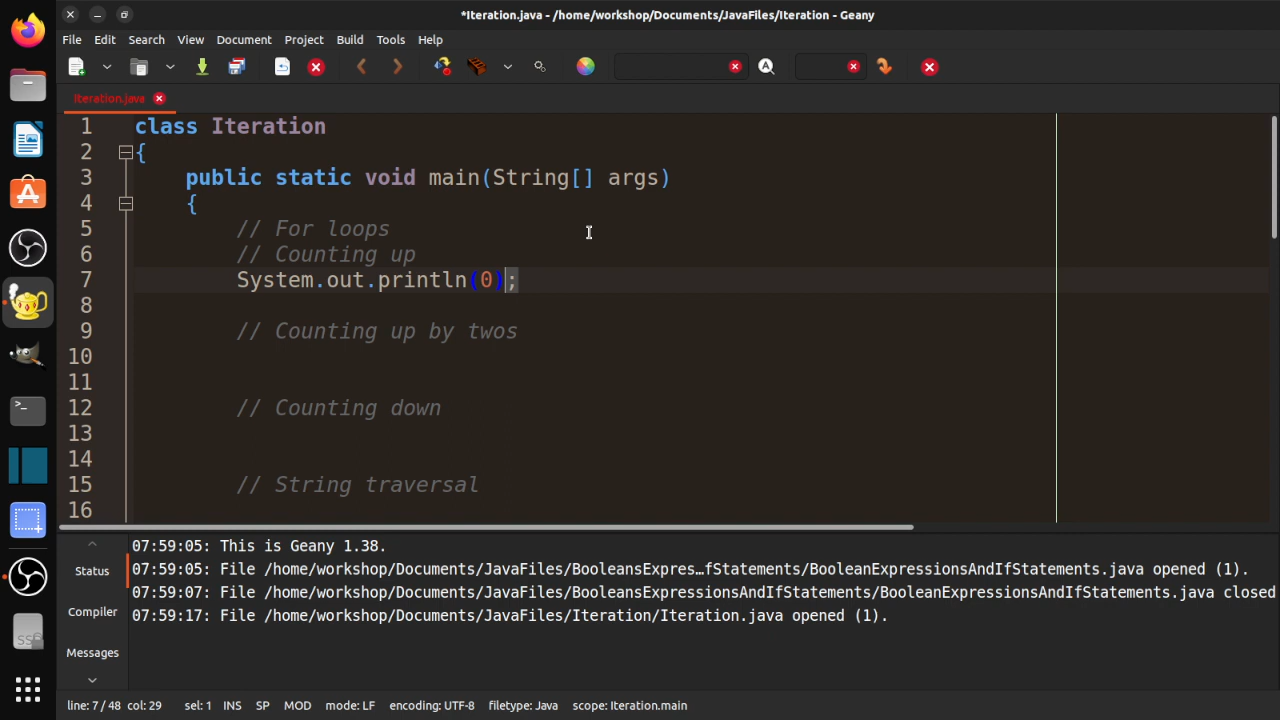 *Iteration.java - /home/workshop/Documents/JavaFiles/Iteration - Geany
File Edit Search View Document Project Build Tools Help
Iteration.java
1 class Iteration
2 {
3 public static void main(String[] args)
4 {
5 // For loops
6 // Counting up
7 System.out.println(0);
8
9 // Counting up by twos
10
11
12 // Counting down
13
14
15 // String traversal
16
Status
Compiler
Messages
07:59:05: This is Geany 1.38.
07:59:05: File /home/workshop/Documents/JavaFiles/BooleansExpres…fStatements/BooleanExpressionsAndIfStatements.java opened (1).
07:59:07: File /home/workshop/Documents/JavaFiles/BooleansExpressionsAndIfStatements/BooleanExpressionsAndIfStatements.java closed
07:59:17: File /home/workshop/Documents/JavaFiles/Iteration/Iteration.java opened (1).
line: 7 / 48 col: 29 sel: 1 INS SP MOD mode: LF encoding: UTF-8 filetype: Java scope: Iteration.main